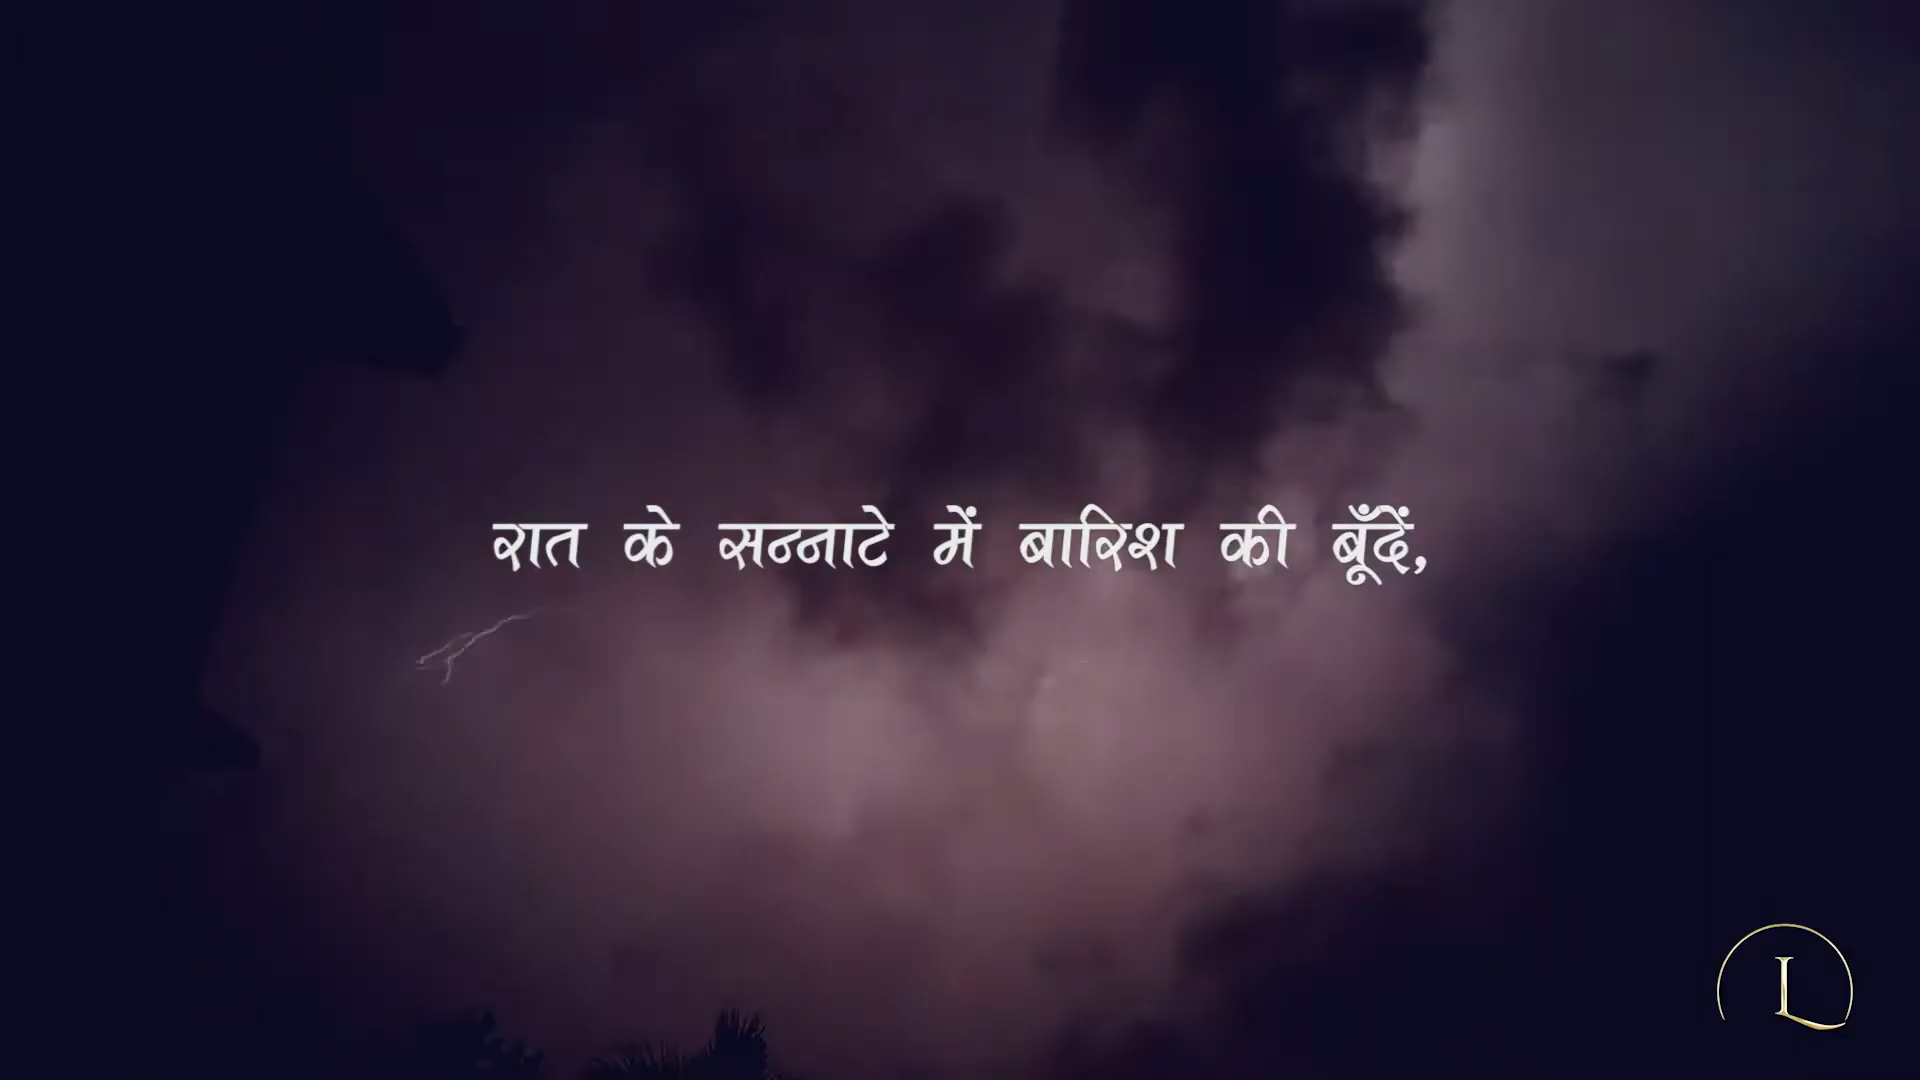 रात के सन्नाटे में बारिश की बूँदें,
L